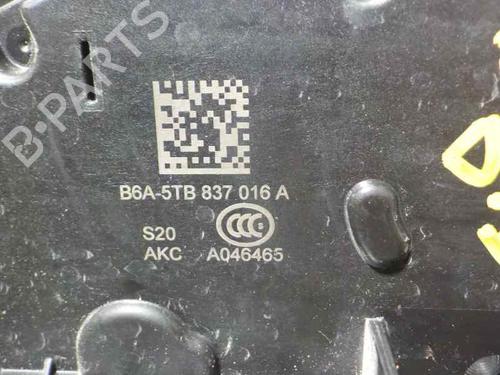 B-PARTS
B6A-5TB 837 016 A
S20
CCC
AKC A046465